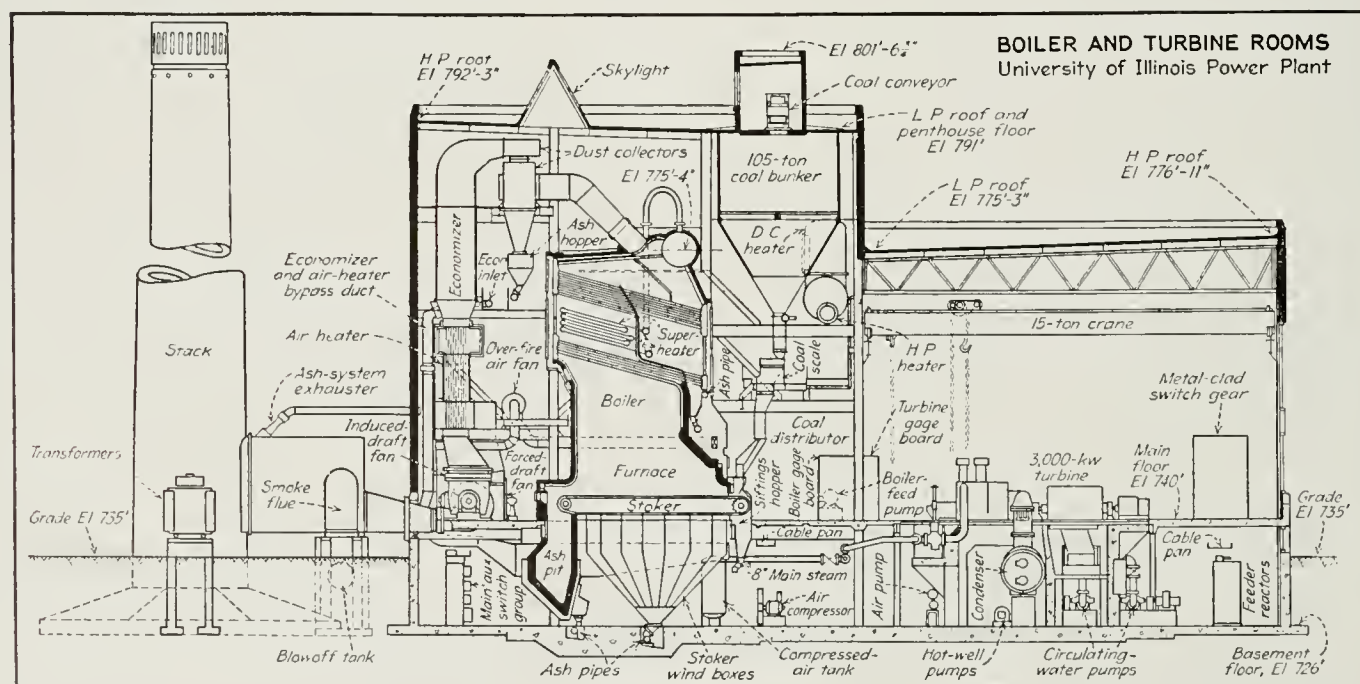 BOILER AND TURBINE ROOMS
University of Illinois Power Plant
El 801'-6¾"
H P roof
El 792'-3"
Skylight
Coal conveyor
L P roof and
penthouse floor
El 791'
Dust collectors
El 775'-4"
105-ton
coal bunker
H P roof
El 776'-11"
L P roof
El 775'-3"
Economizer
Ash
hopper
D C
heater
Economizer
and air-heater
bypass duct
Econ
inlet
Air heater
Over-fire
air fan
Super-
heater
Ash pipe
Coal
scale
15-ton crane
H P
heater
Stack
Ash-system
exhauster
Boiler
Metal-clad
switch gear
Turbine
gage
board
Induced-
draft
fan
Coal
distributor
Transformers
Forced-
draft
fan
Furnace
Siftings
hopper
Boiler gage
board
Boiler-
feed
pump
3,000-kw
turbine
Main
floor
El 740'
Smoke
flue
Stoker
Grade El 735'
Grade
El 735'
Cable pan
Cable
pan
Ash
pit
8" Main steam
Main aux
switch
group
Air
compressor
Air pump
Condenser
Feeder
reactors
Blowoff tank
Ash pipes
Stoker
wind boxes
Compressed-
air tank
Hot-well
pumps
Circulating-
water pumps
Basement
floor, El 726'